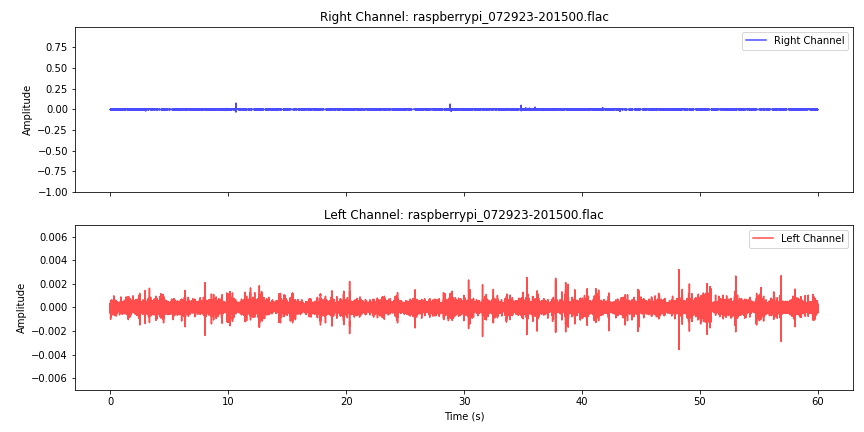 Right Channel: raspberrypi_072923-201500.flac
Right Channel
0.75
0.50
0.25
0.00
−0.25
−0.50
−0.75
−1.00
Amplitude
Left Channel: raspberrypi_072923-201500.flac
Left Channel
0.006
0.004
0.002
0.000
−0.002
−0.004
−0.006
Amplitude
0 10 20 30 40 50 60
Time (s)